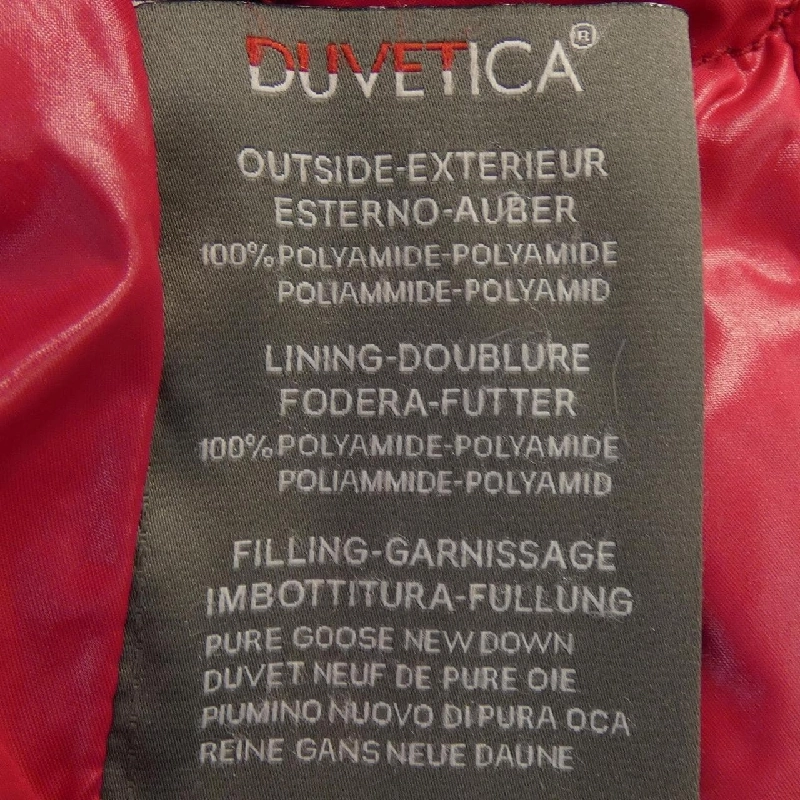 DUVETICA®
OUTSIDE-EXTERIEUR
ESTERNO-AUBER
100%POLYAMIDE-POLYAMIDE
POLIAMMIDE-POLYAMID
LINING-DOUBLURE
FODERA-FUTTER
100%POLYAMIDE-POLYAMIDE
POLIAMMIDE-POLYAMID
FILLING-GARNISSAGE
IMBOTTITURA-FULLUNG
PURE GOOSE NEW DOWN
DUVET NEUF DE PURE OIE
PIUMINO NUOVO DI PURA OCA
REINE GANS NEUE DAUNE